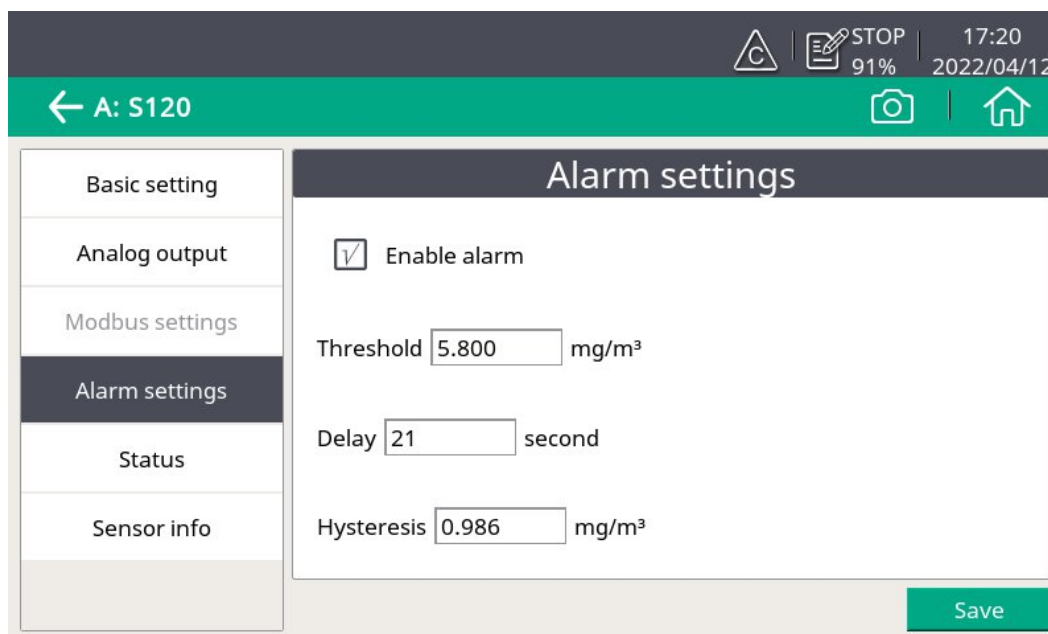 C
STOP
91%
17:20
2022/04/12
A: S120
Basic setting
Analog output
Modbus settings
Alarm settings
Status
Sensor info
Alarm settings
√ Enable alarm
Threshold 5.800 mg/m³
Delay 21 second
Hysteresis 0.986 mg/m³
Save